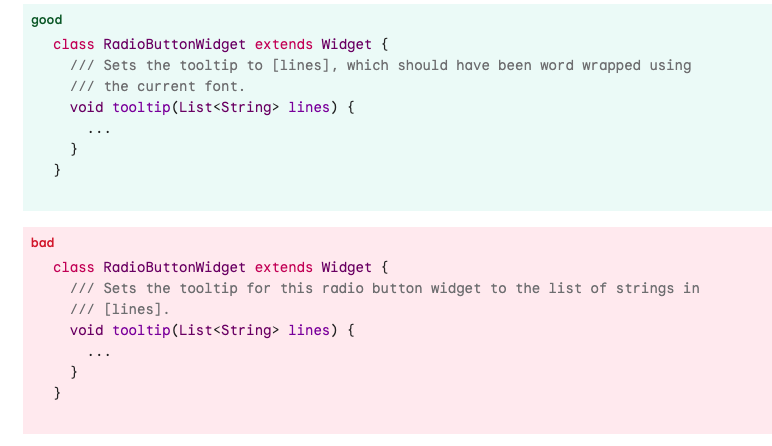 good
class RadioButtonWidget extends Widget {
/// Sets the tooltip to [lines], which should have been word wrapped using
/// the current font.
void tooltip(List<String> lines) {
...
}
}
bad
class RadioButtonWidget extends Widget {
/// Sets the tooltip for this radio button widget to the list of strings in
/// [lines].
void tooltip(List<String> lines) {
...
}
}